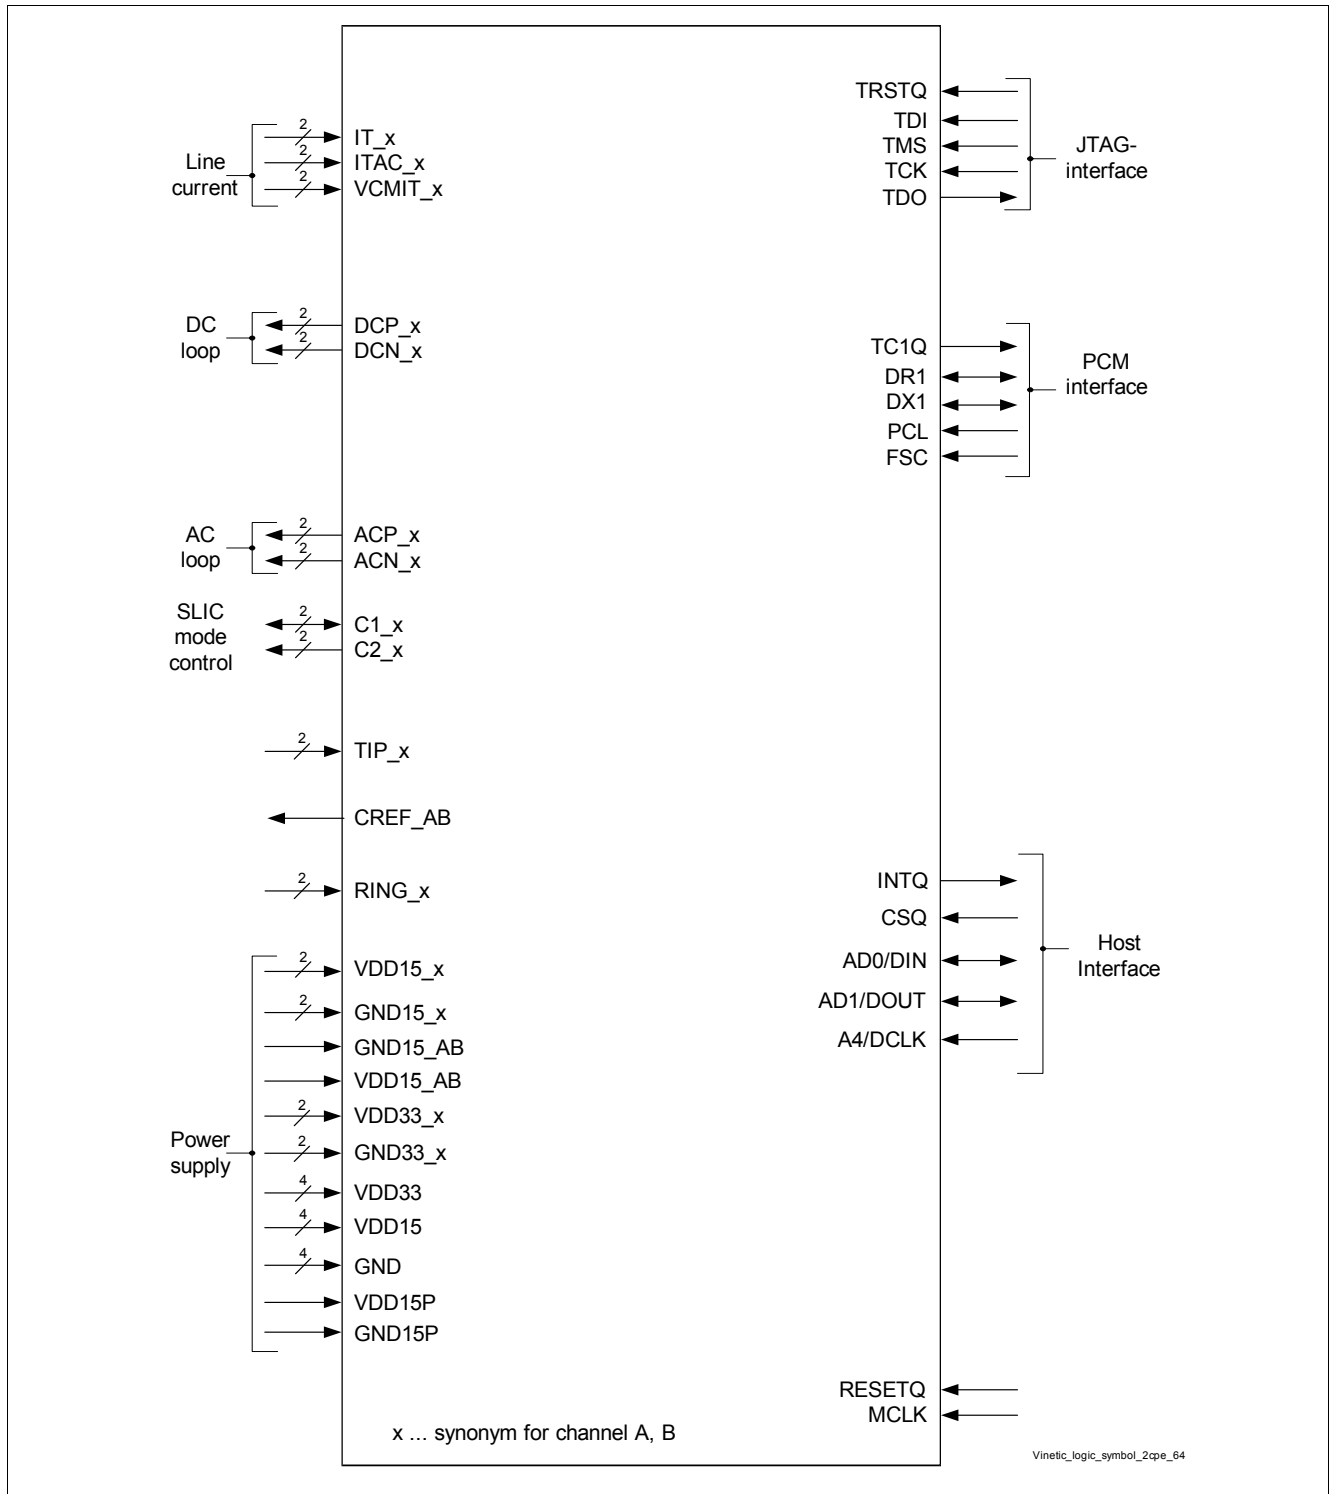 2
IT_x
2
ITAC_x
2
VCMIT_x
Line
current
2
DCP_x
2
DCN_x
DC
loop
2
ACP_x
2
ACN_x
AC
loop
2
C1_x
2
C2_x
SLIC
mode
control
2
TIP_x
CREF_AB
2
RING_x
2
VDD15_x
2
GND15_x
GND15_AB
VDD15_AB
2
VDD33_x
2
GND33_x
4
VDD33
4
VDD15
4
GND
VDD15P
GND15P
Power
supply
TRSTQ
TDI
TMS
TCK
TDO
JTAG-
interface
TC1Q
DR1
DX1
PCL
FSC
PCM
interface
INTQ
CSQ
AD0/DIN
AD1/DOUT
A4/DCLK
Host
Interface
RESETQ
MCLK
x ... synonym for channel A, B
Vinetic_logic_symbol_2cpe_64